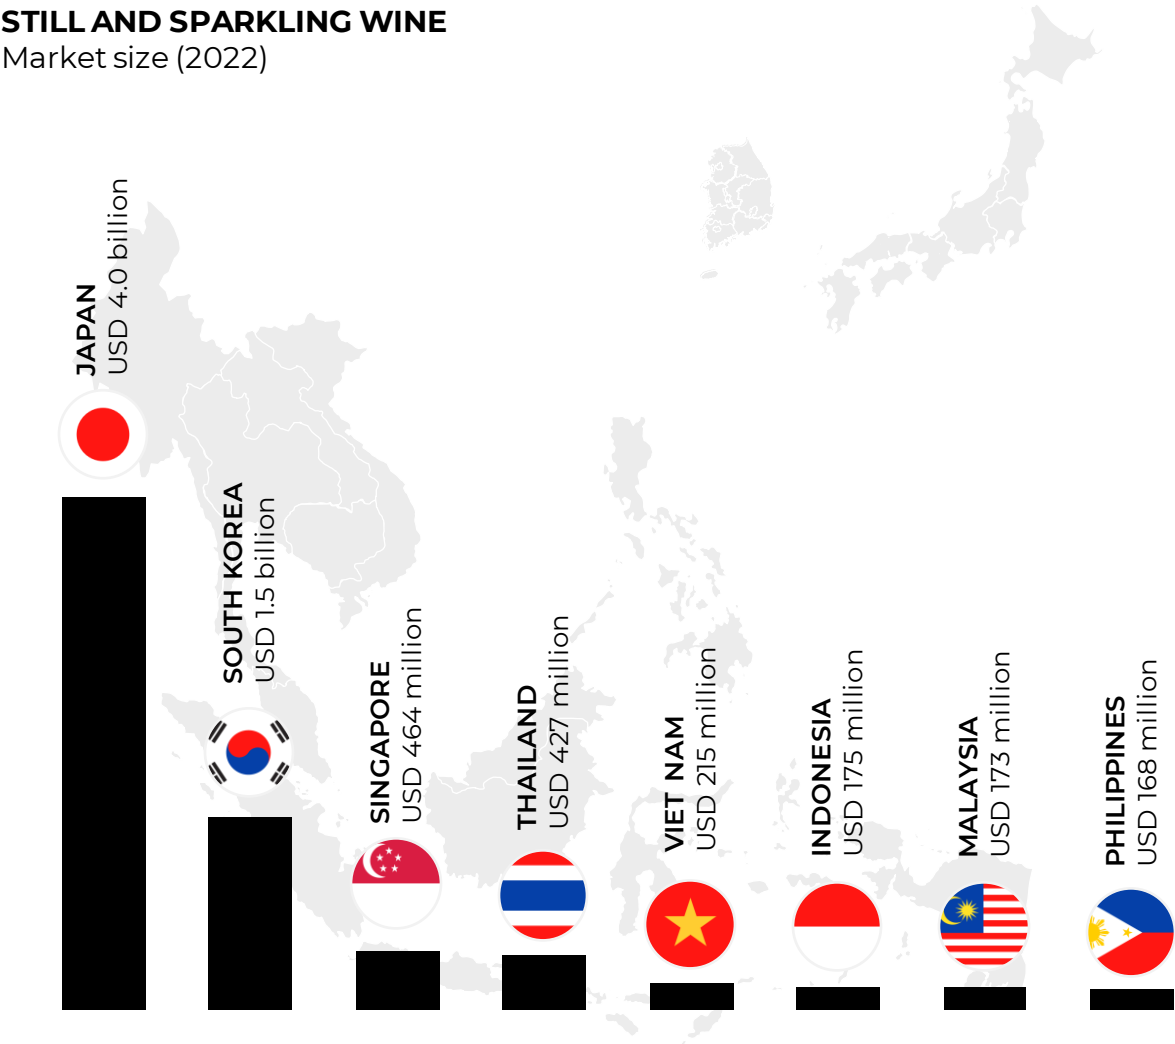 STILL AND SPARKLING WINE
Market size (2022)
JAPAN
USD 4.0 billion
SOUTH KOREA
USD 1.5 billion
SINGAPORE
USD 464 million
THAILAND
USD 427 million
VIET NAM
USD 215 million
INDONESIA
USD 175 million
MALAYSIA
USD 173 million
PHILIPPINES
USD 168 million